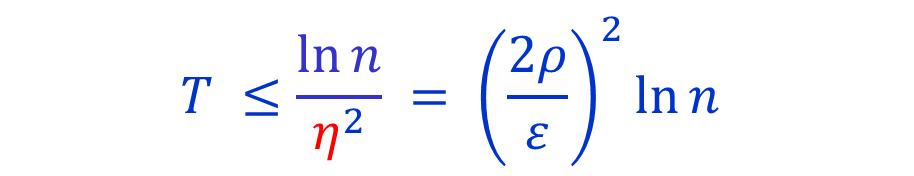 T ≤ ln n / η² = (2ρ / ε)² ln n